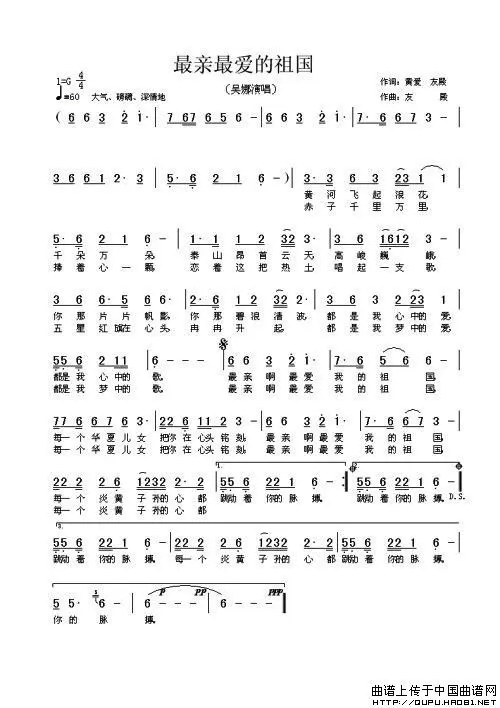 最亲最爱的祖国
(吴娜演唱)
1=G 4/4
♩=60 大气、磅礴、深情地
作词：黄爱 友殿
作曲：友 殿
( 6 6 3 2 1· | 7 67 6 5 6 - | 6 6 3 2 1· | 7· 6 6 7 3 - |
3 6 6 1 2· 3 | 5· 6 2 1 6 - ) | 3· 3 6 3 23 1 1 |
黄 河 飞 起 浪 花,
赤 子 千 里 万 里,
5· 6 2 1 6 - | 1· 1 1 2 32 3· | 3 6 1612 3 - |
千 朵 万 朵, 泰 山 昂 首 云 天, 高 峻 巍 峨,
捧 着 心 一 颗, 恋 着 这 把 热 土, 唱 起 一 支 歌,
3 6 6· 5 6 6· | 2· 6 1 2 32 2· | 3 6 3 2 23 1 |
你 那 片 片 帆 影, 你 那 碧 浪 清 波, 都 是 我 心 中 的 爱,
五 星 红 旗 在 心 头, 冉 冉 升 起, 都 是 我 梦 中 的 爱,
55 6 2 11 | 6 - - - | 6 6 3 2 1 | 7· 6 5 6 6 - |
都是 我 心 中的 歌. 最 亲 啊 最 爱 我 的 祖 国,
都是 我 梦 中的 歌. 最 亲 啊 最 爱 我 的 祖 国,
77 6 6 7 6 3· | 22 6 11 2 3 - | 6 6 3 2 1· | 7· 6 6 7 3 - |
每一 个 华 夏 儿 女 把你 在 心头 铭 刻. 最 亲 啊 最 爱 我 的 祖 国,
每一 个 华 夏 儿 女 把你 在 心头 铭 刻. 最 亲 啊 最 爱 我 的 祖 国,
1.
2.
22 2 2 6 1232 2· | 55 6 22 1 6 - :| 55 6 22 1 6 - | D.S.
每一 个 炎 黄 子 孙的 心 都 跳动 着 你的 脉 搏. 跳动 着 你的 脉 搏.
每一 个 炎 黄 子 孙的 心 都
3.
55 6 22 1 6 - | 22 2 2 6 1232 2· | 55 6 22 1 6 - |
跳动 着 你的 脉 搏. 每一 个 炎 黄 子 孙的 心 都 跳动 着 你的 脉 搏.
p pp ppp
5 5· 6 - | 6 - - - | 6 - - - |
你 的 脉 搏.
曲谱上传于中国曲谱网
HTTP://QUPU.HAO81.NET